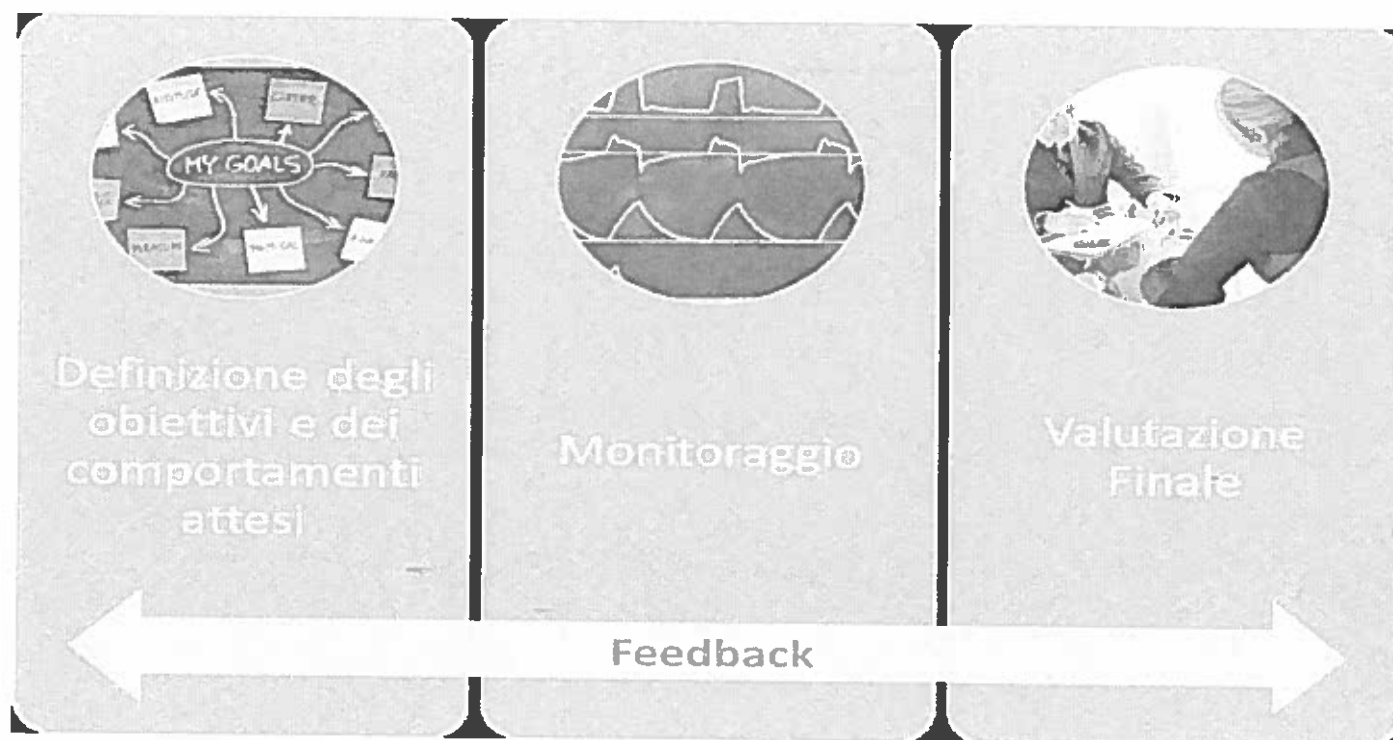 MY GOALS
Definizione degli
obiettivi e dei
comportamenti
attesi
Monitoraggio
Valutazione
Finale
Feedback